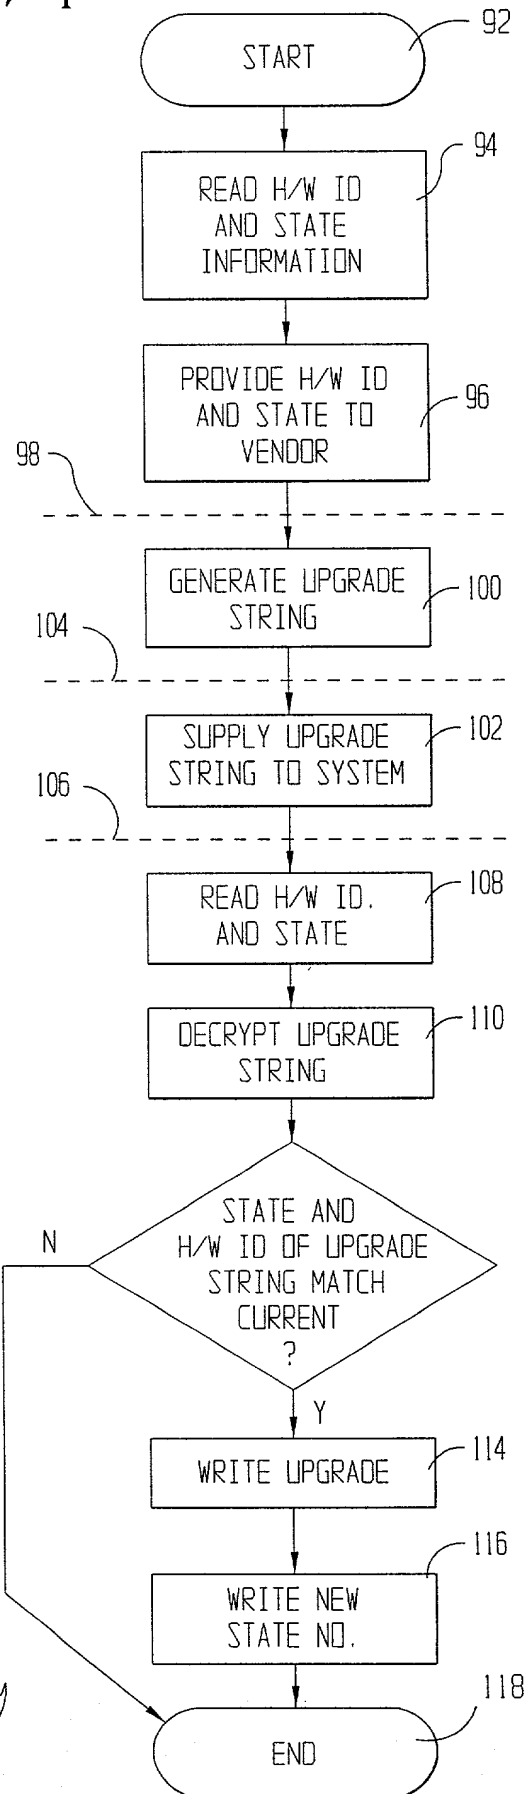 92
START
94
READ H/W ID
AND STATE
INFORMATION
PROVIDE H/W ID
AND STATE TO
VENDOR
96
98
GENERATE UPGRADE
STRING
100
104
SUPPLY UPGRADE
STRING TO SYSTEM
102
106
READ H/W ID.
AND STATE
108
DECRYPT UPGRADE
STRING
110
STATE AND
H/W ID OF UPGRADE
STRING MATCH
CURRENT
?
N
Y
WRITE UPGRADE
114
116
WRITE NEW
STATE NO.
118
END